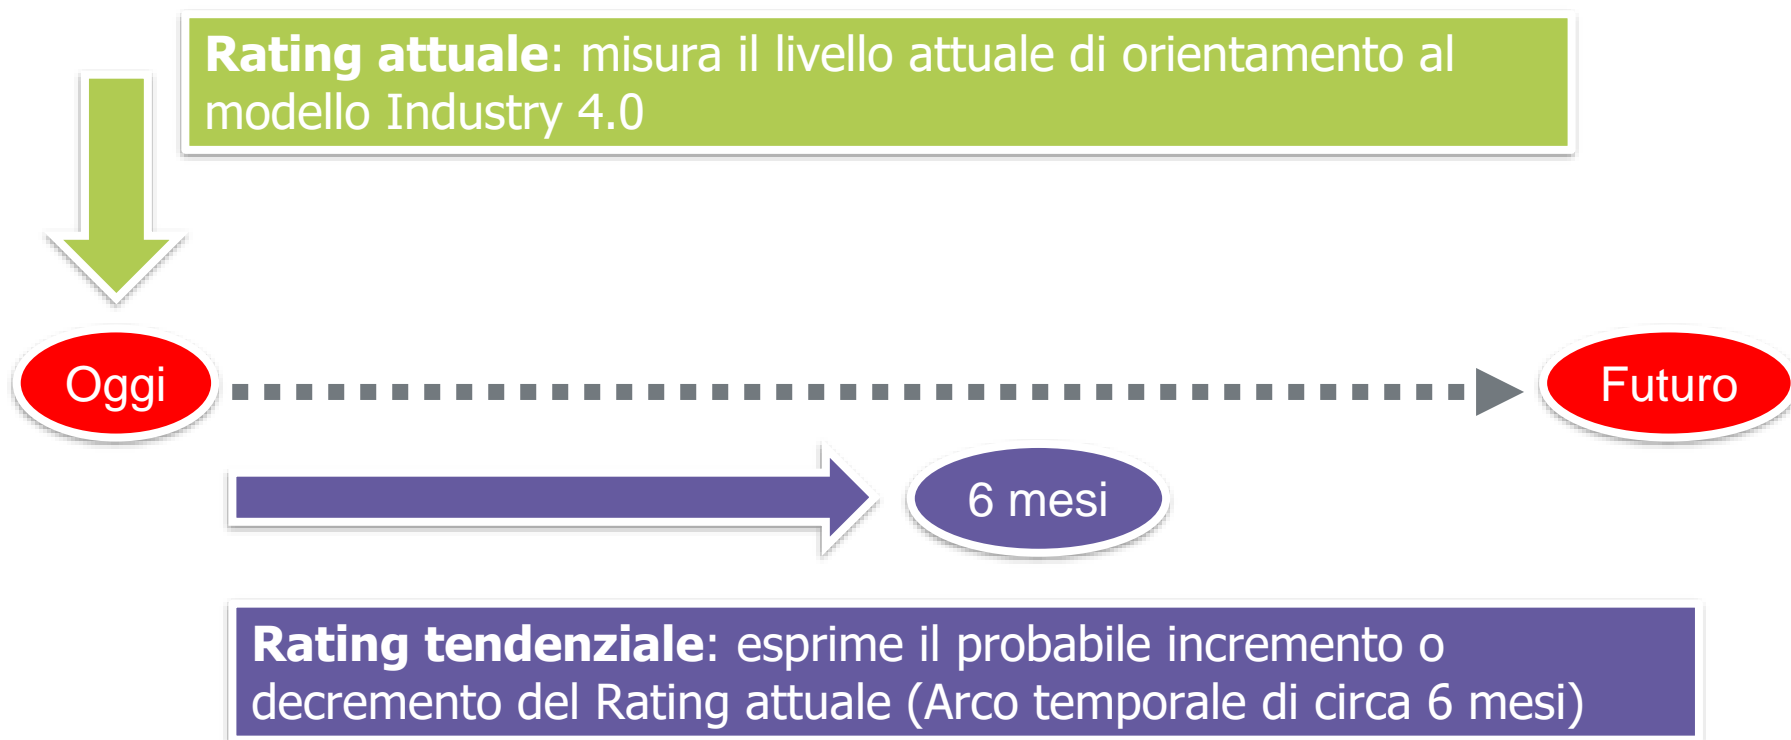 Rating attuale: misura il livello attuale di orientamento al
modello Industry 4.0
Oggi
Futuro
6 mesi
Rating tendenziale: esprime il probabile incremento o
decremento del Rating attuale (Arco temporale di circa 6 mesi)